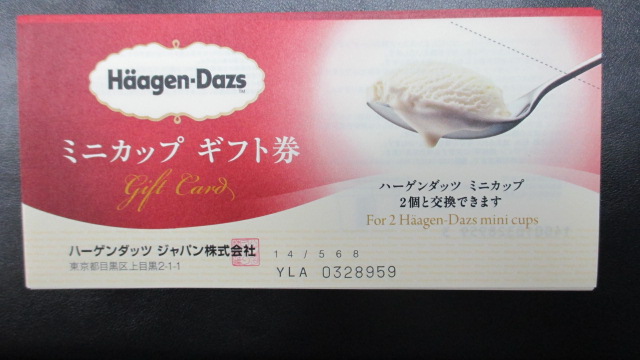 Häagen-Dazs
ミニカップ ギフト券
Gift Card
ハーゲンダッツ ミニカップ
2個と交換できます
For 2 Häagen-Dazs mini cups
ハーゲンダッツ ジャパン株式会社
東京都目黒区上目黒2-1-1
14/568
YLA 0328959